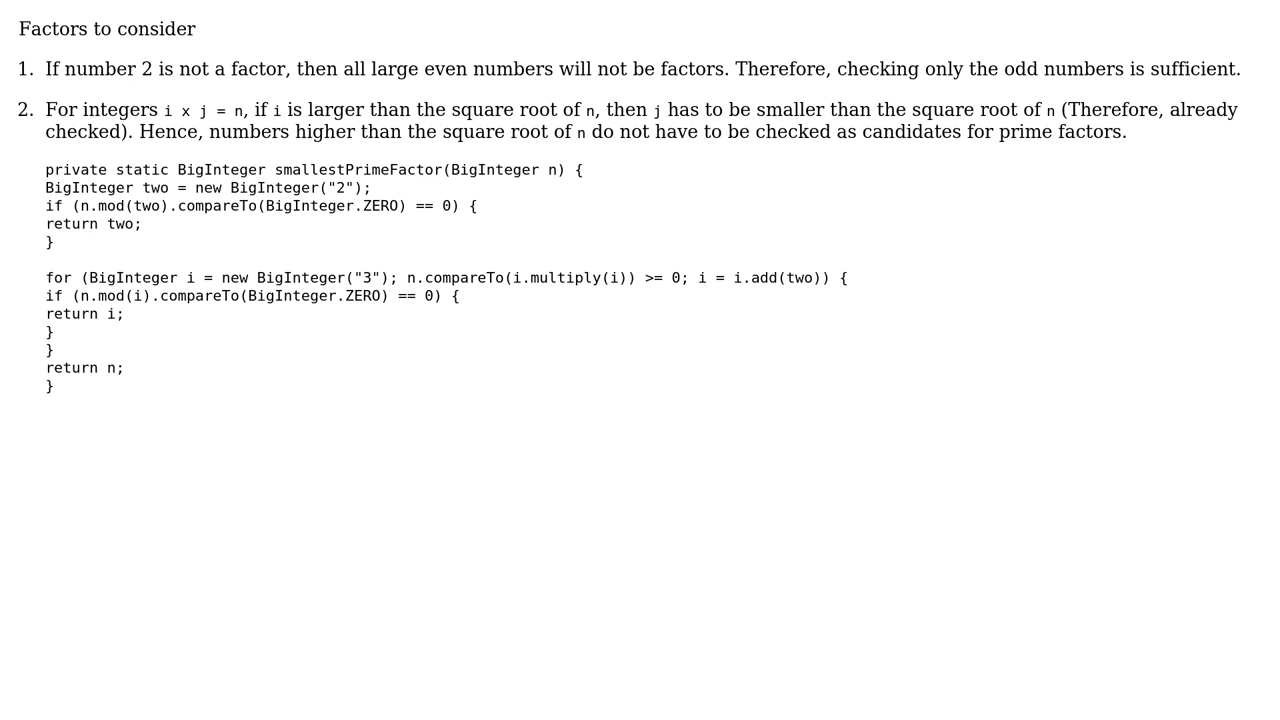 Factors to consider
1. If number 2 is not a factor, then all large even numbers will not be factors. Therefore, checking only the odd numbers is sufficient.
2. For integers i x j = n, if i is larger than the square root of n, then j has to be smaller than the square root of n (Therefore, already
checked). Hence, numbers higher than the square root of n do not have to be checked as candidates for prime factors.
private static BigInteger smallestPrimeFactor(BigInteger n) {
BigInteger two = new BigInteger("2");
if (n.mod(two).compareTo(BigInteger.ZERO) == 0) {
return two;
}
for (BigInteger i = new BigInteger("3"); n.compareTo(i.multiply(i)) >= 0; i = i.add(two)) {
if (n.mod(i).compareTo(BigInteger.ZERO) == 0) {
return i;
}
}
return n;
}